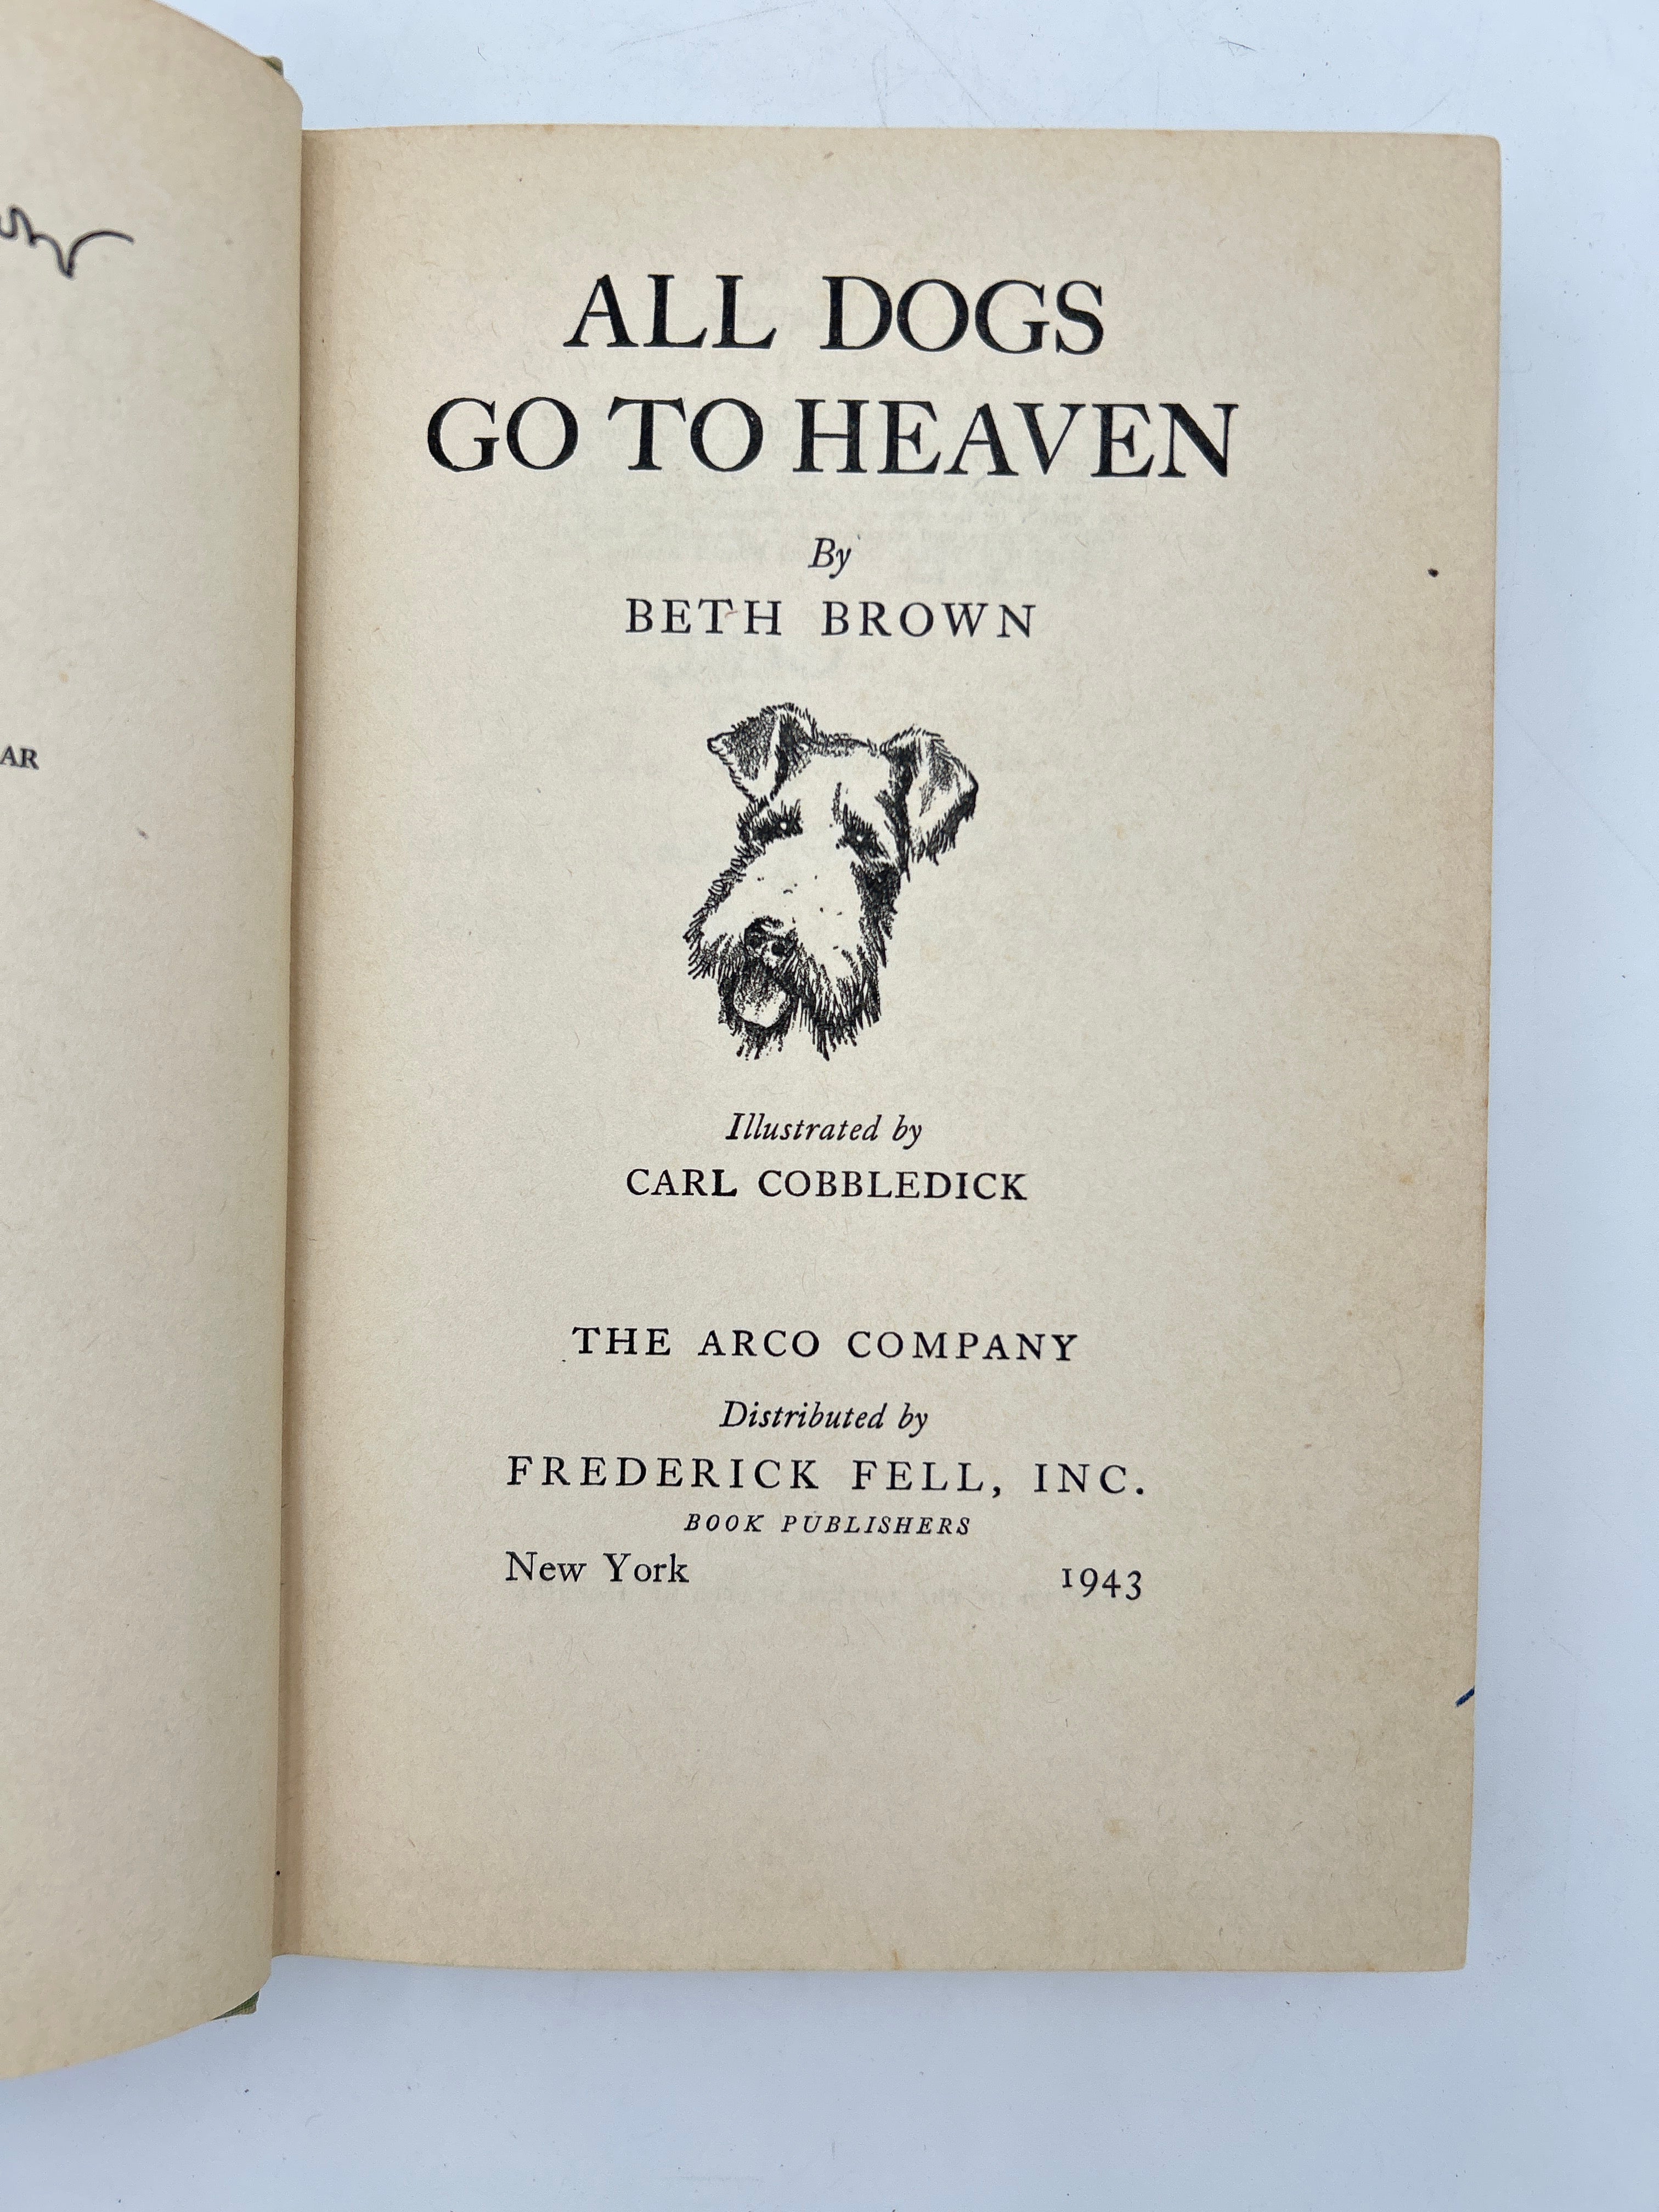 AR
ALL DOGS
GO TO HEAVEN
By
BETH BROWN
Illustrated by
CARL COBBLEDICK
THE ARCO COMPANY
Distributed by
FREDERICK FELL, INC.
BOOK PUBLISHERS
New York 1943